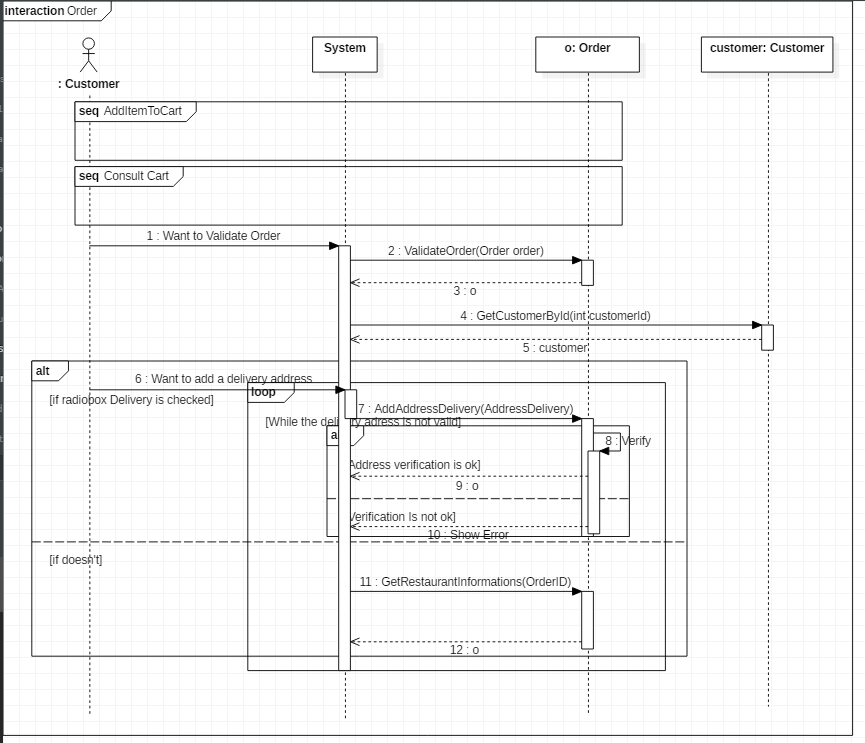 interaction Order
System
o: Order
customer: Customer
: Customer
seq AddItemToCart
seq Consult Cart
1 : Want to Validate Order
2 : ValidateOrder(Order order)
3 : o
4 : GetCustomerById(int customerId)
5 : customer
alt
6 : Want to add a delivery address
loop
[if radiobox Delivery is checked]
7 : AddAddressDelivery(AddressDelivery)
[While the delivery adress is not valid]
a
8 : Verify
Address verification is ok]
9 : o
Verification Is not ok]
10 : Show Error
[if doesn't]
11 : GetRestaurantInformations(OrderID)
12 : o